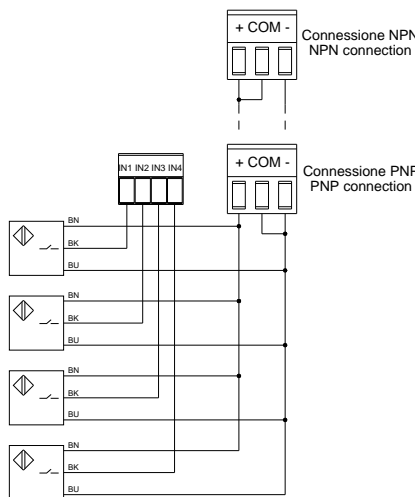 + COM -
Connessione NPN
NPN connection
+ COM -
Connessione PNP
PNP connection
IN1 IN2 IN3 IN4
BN
BK
BU
BN
BK
BU
BN
BK
BU
BN
BK
BU